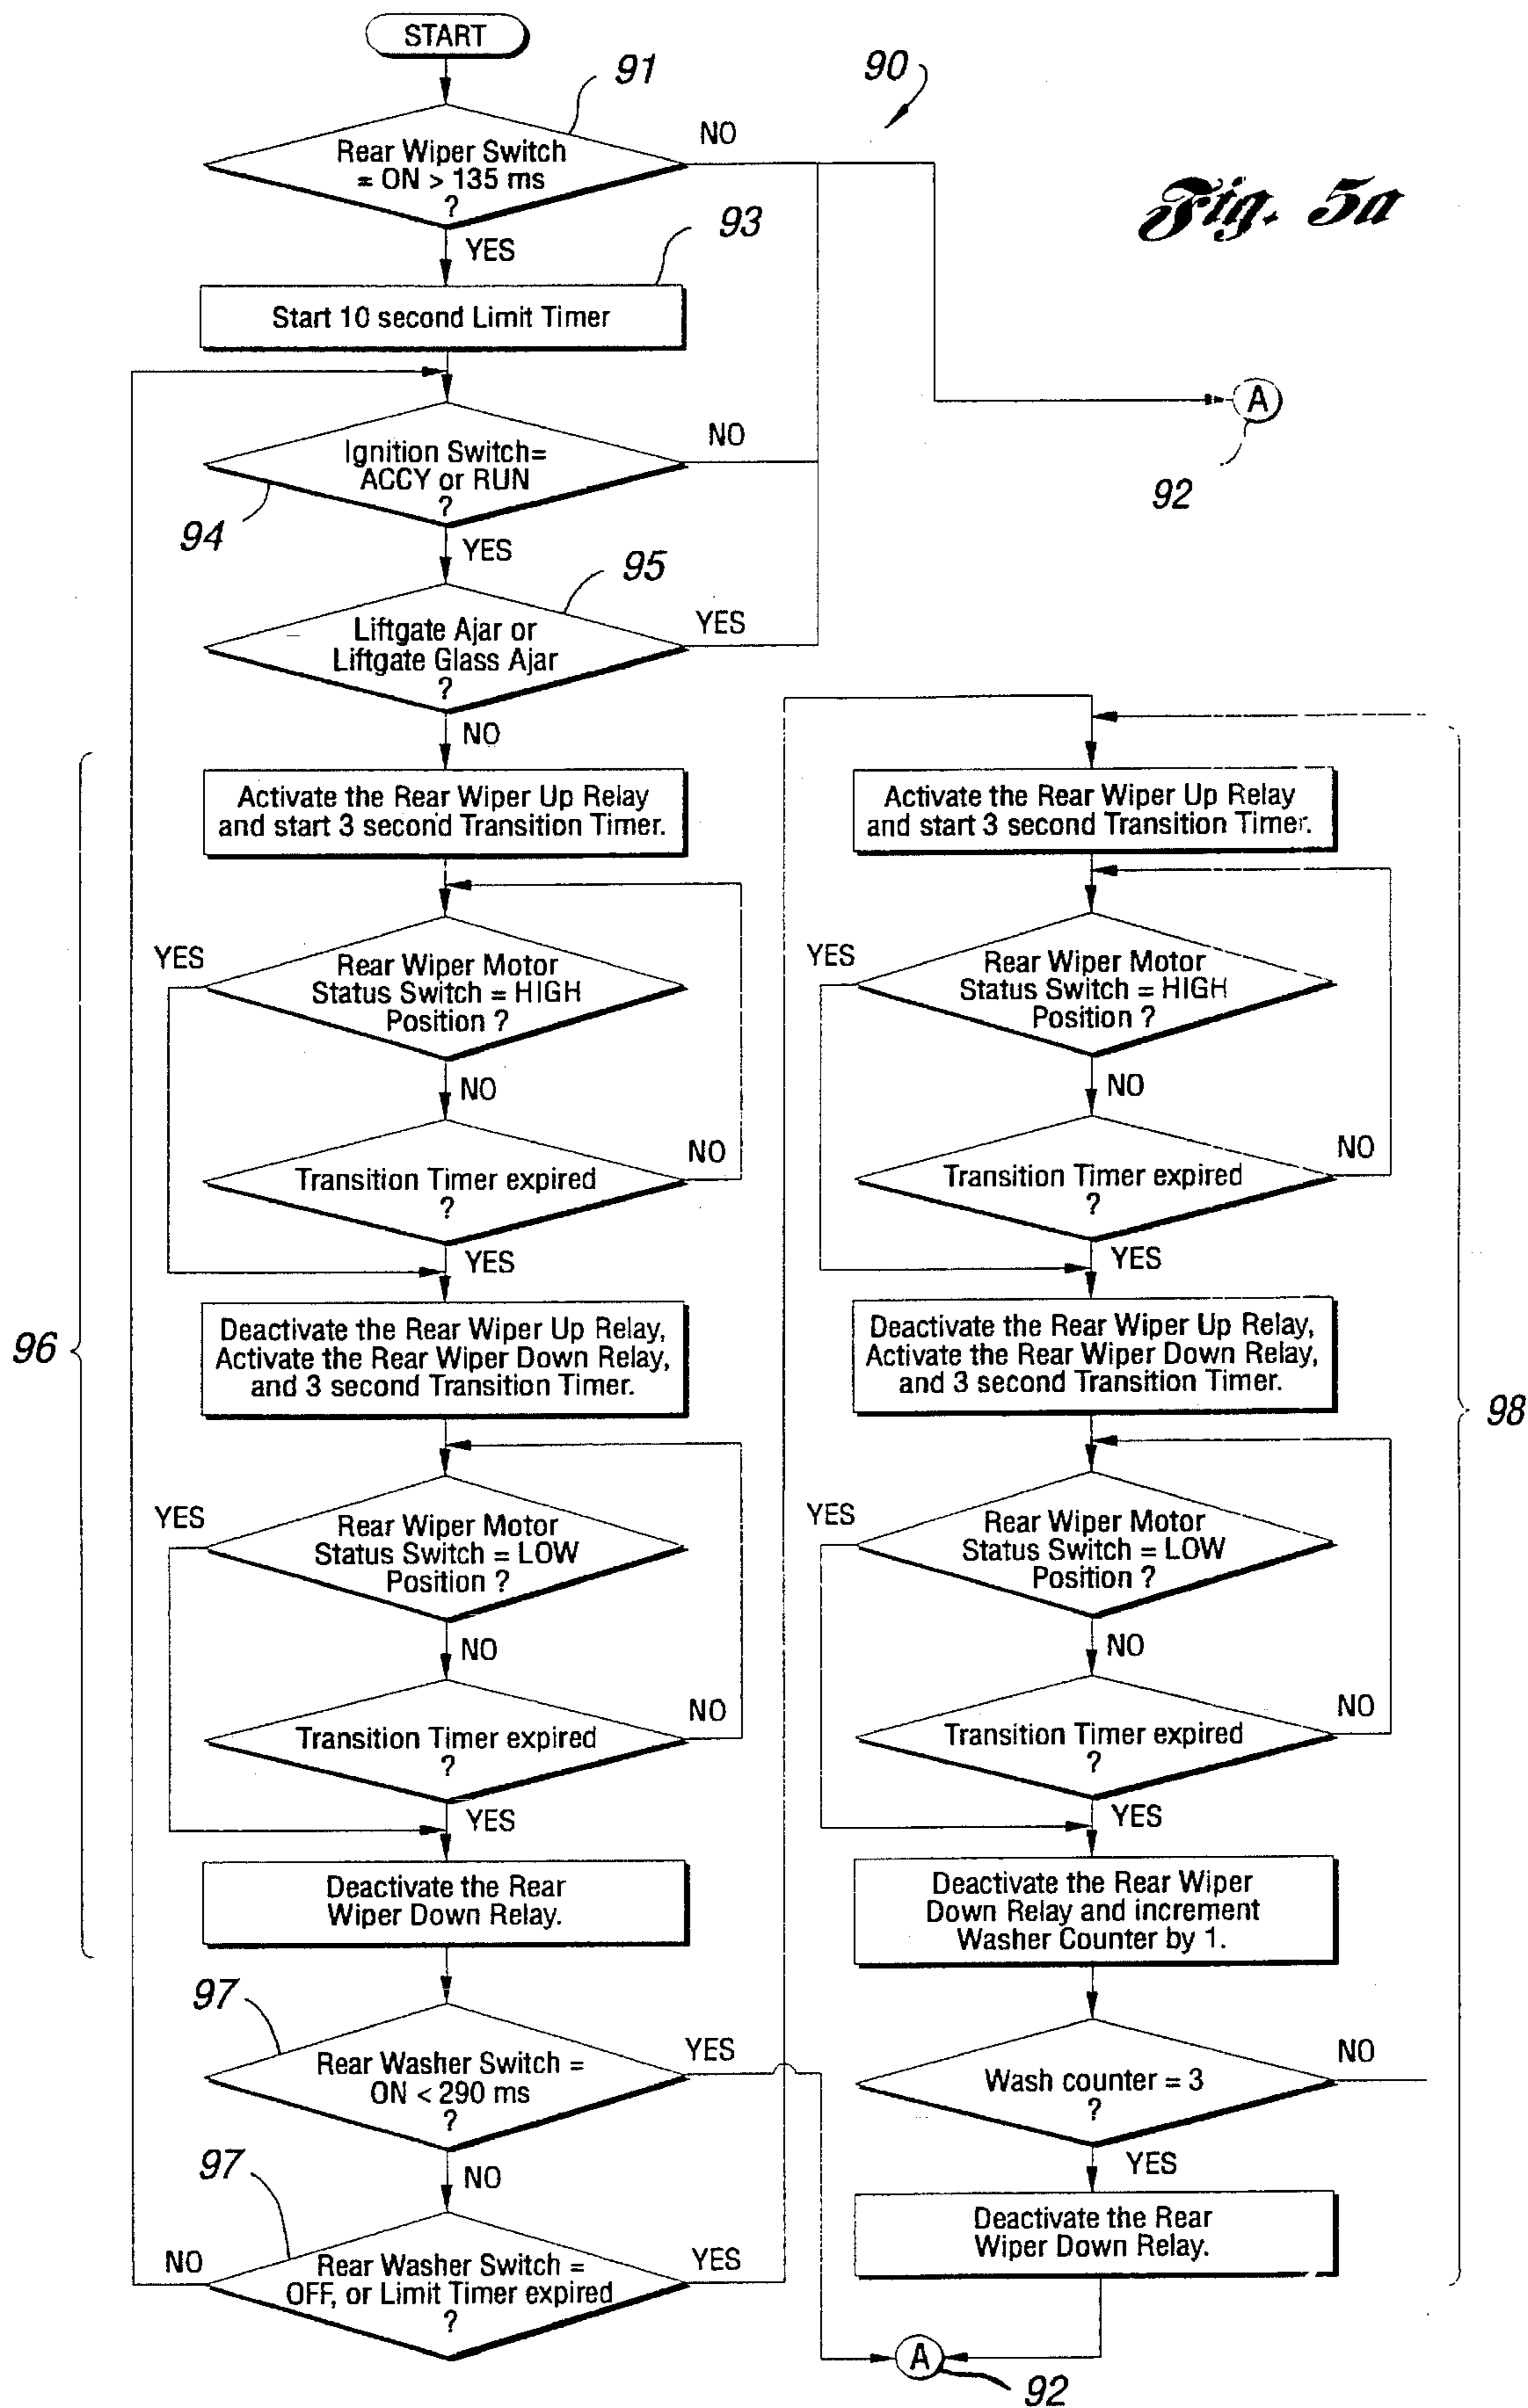 START
91
90
Rear Wiper Switch
= ON > 135 ms
?
NO
Fig. 5a
YES
93
Start 10 second Limit Timer
A
92
Ignition Switch=
ACCY or RUN
?
NO
94
YES
95
Liftgate Ajar or
Liftgate Glass Ajar
?
YES
NO
96
Activate the Rear Wiper Up Relay
and start 3 second Transition Timer.
Rear Wiper Motor
Status Switch = HIGH
Position ?
YES
NO
Transition Timer expired
?
NO
YES
Deactivate the Rear Wiper Up Relay,
Activate the Rear Wiper Down Relay,
and 3 second Transition Timer.
Rear Wiper Motor
Status Switch = LOW
Position ?
YES
NO
Transition Timer expired
?
NO
YES
Deactivate the Rear
Wiper Down Relay.
97
Rear Washer Switch =
ON < 290 ms
?
YES
NO
97
Rear Washer Switch =
OFF, or Limit Timer expired
?
NO
YES
Activate the Rear Wiper Up Relay
and start 3 second Transition Timer.
Rear Wiper Motor
Status Switch = HIGH
Position ?
YES
NO
Transition Timer expired
?
NO
YES
Deactivate the Rear Wiper Up Relay,
Activate the Rear Wiper Down Relay,
and 3 second Transition Timer.
98
Rear Wiper Motor
Status Switch = LOW
Position ?
YES
NO
Transition Timer expired
?
NO
YES
Deactivate the Rear Wiper
Down Relay and increment
Washer Counter by 1.
Wash counter = 3
?
NO
YES
Deactivate the Rear
Wiper Down Relay.
A
92